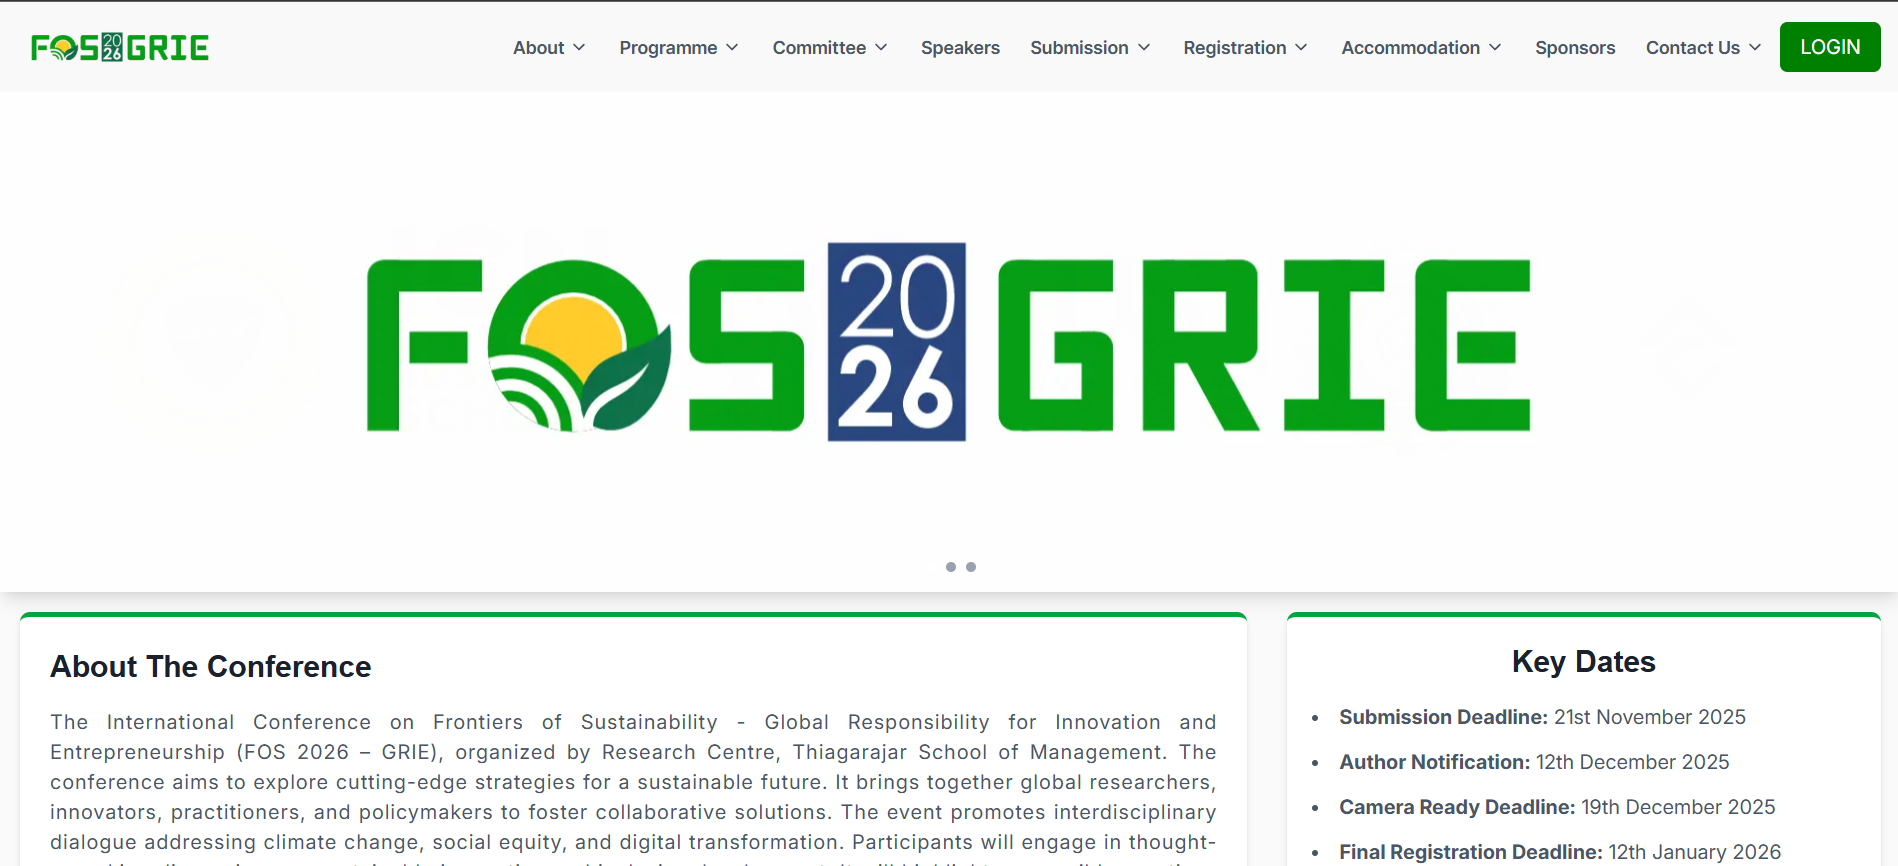 FOS 2026 GRIE
About
Programme
Committee
Speakers
Submission
Registration
Accommodation
Sponsors
Contact Us
LOGIN
FOS 2026 GRIE
About The Conference
The International Conference on Frontiers of Sustainability - Global Responsibility for Innovation and
Entrepreneurship (FOS 2026 – GRIE), organized by Research Centre, Thiagarajar School of Management. The
conference aims to explore cutting-edge strategies for a sustainable future. It brings together global researchers,
innovators, practitioners, and policymakers to foster collaborative solutions. The event promotes interdisciplinary
dialogue addressing climate change, social equity, and digital transformation. Participants will engage in thought-
Key Dates
Submission Deadline: 21st November 2025
Author Notification: 12th December 2025
Camera Ready Deadline: 19th December 2025
Final Registration Deadline: 12th January 2026